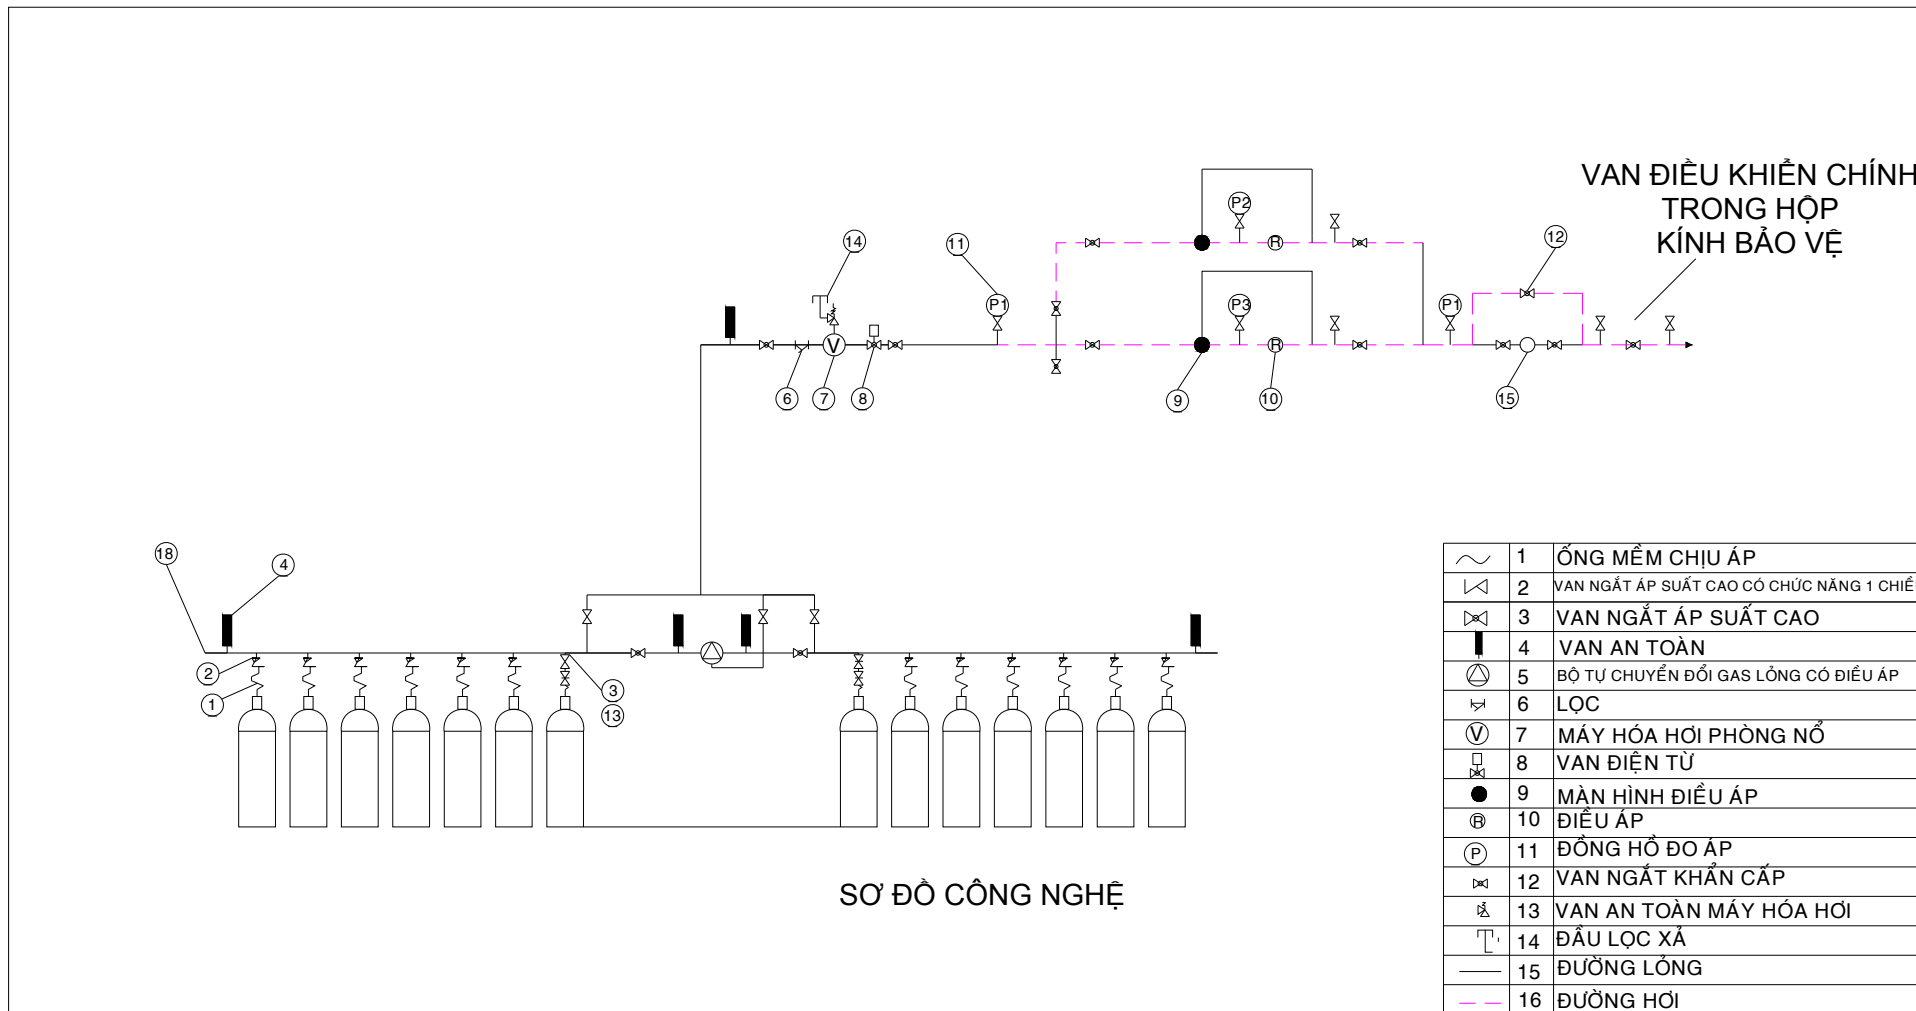 VAN ĐIỀU KHIỂN CHÍNH
TRONG HỘP
KÍNH BẢO VỆ
14
11
P1
P2
R
P3
R
P1
12
V
6
7
8
9
10
15
18
4
2
1
3
13
SƠ ĐỒ CÔNG NGHỆ
1 ỐNG MỀM CHỊU ÁP
2 VAN NGẮT ÁP SUẤT CAO CÓ CHỨC NĂNG 1 CHIỀ
3 VAN NGẮT ÁP SUẤT CAO
4 VAN AN TOÀN
5 BỘ TỰ CHUYỂN ĐỔI GAS LỎNG CÓ ĐIỀU ÁP
6 LỌC
V 7 MÁY HÓA HƠI PHÒNG NỔ
8 VAN ĐIỆN TỪ
9 MÀN HÌNH ĐIỀU ÁP
R 10 ĐIỀU ÁP
P 11 ĐỒNG HỒ ĐO ÁP
12 VAN NGẮT KHẨN CẤP
13 VAN AN TOÀN MÁY HÓA HƠI
14 ĐẦU LỌC XẢ
15 ĐƯỜNG LỎNG
16 ĐƯỜNG HƠI